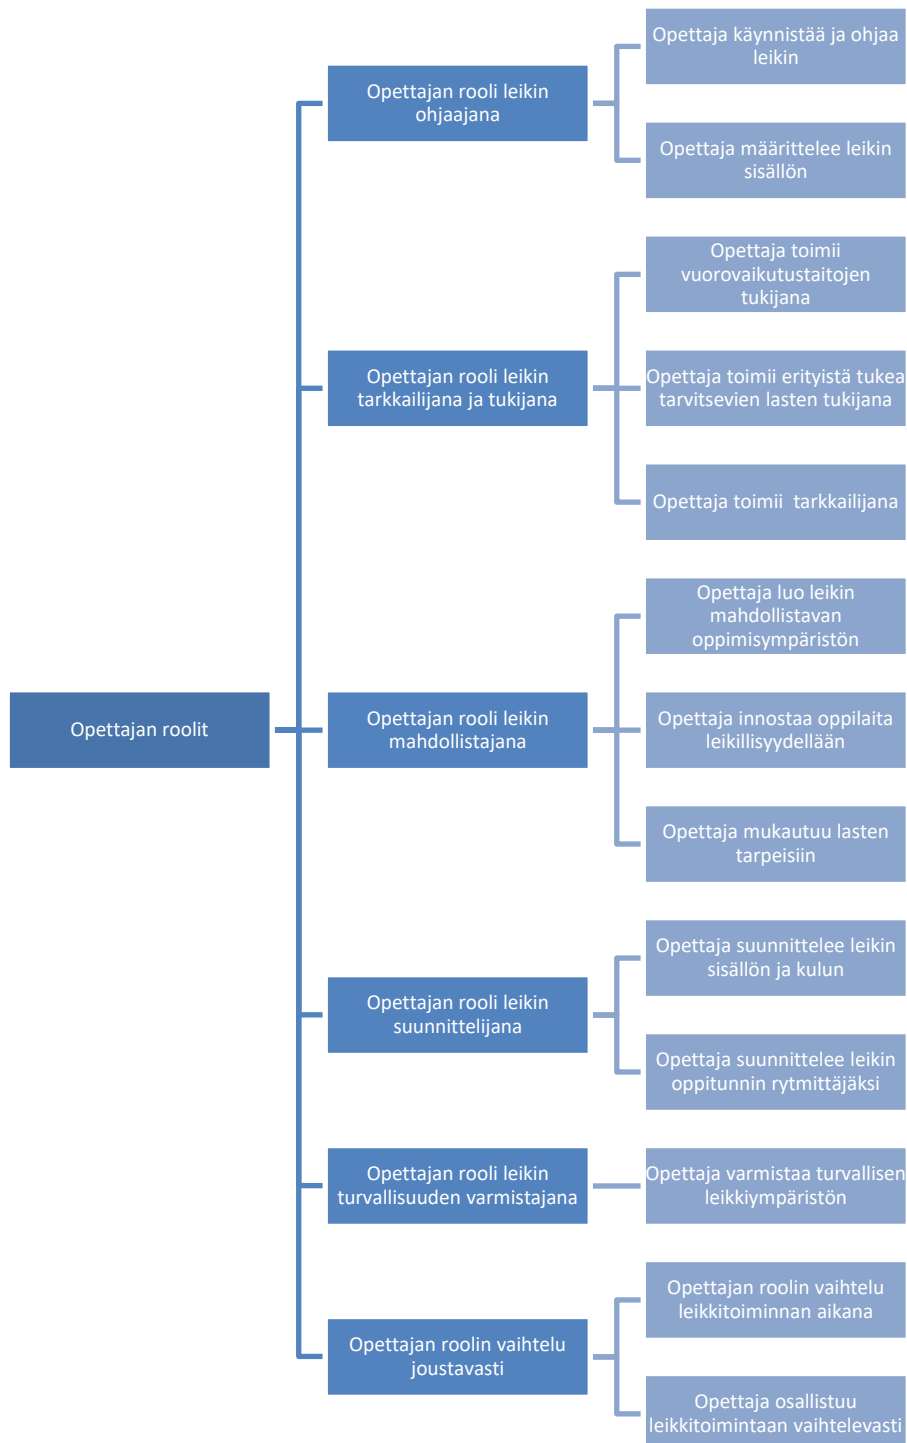 Opettajan roolit
Opettajan rooli leikin
ohjaajana
Opettaja käynnistää ja ohjaa
leikin
Opettaja määrittelee leikin
sisällön
Opettajan rooli leikin
tarkkailijana ja tukijana
Opettaja toimii
vuorovaikutustaitojen
tukijana
Opettaja toimii erityistä tukea
tarvitsevien lasten tukijana
Opettaja toimii tarkkailijana
Opettajan rooli leikin
mahdollistajana
Opettaja luo leikin
mahdollistavan
oppimisympäristön
Opettaja innostaa oppilaita
leikillisyydellään
Opettaja mukautuu lasten
tarpeisiin
Opettajan rooli leikin
suunnittelijana
Opettaja suunnittelee leikin
sisällön ja kulun
Opettaja suunnittelee leikin
oppitunnin rytmittäjäksi
Opettajan rooli leikin
turvallisuuden varmistajana
Opettaja varmistaa turvallisen
leikkiympäristön
Opettajan roolin vaihtelu
joustavasti
Opettajan roolin vaihtelu
leikkitoiminnan aikana
Opettaja osallistuu
leikkitoimintaan vaihtelevasti